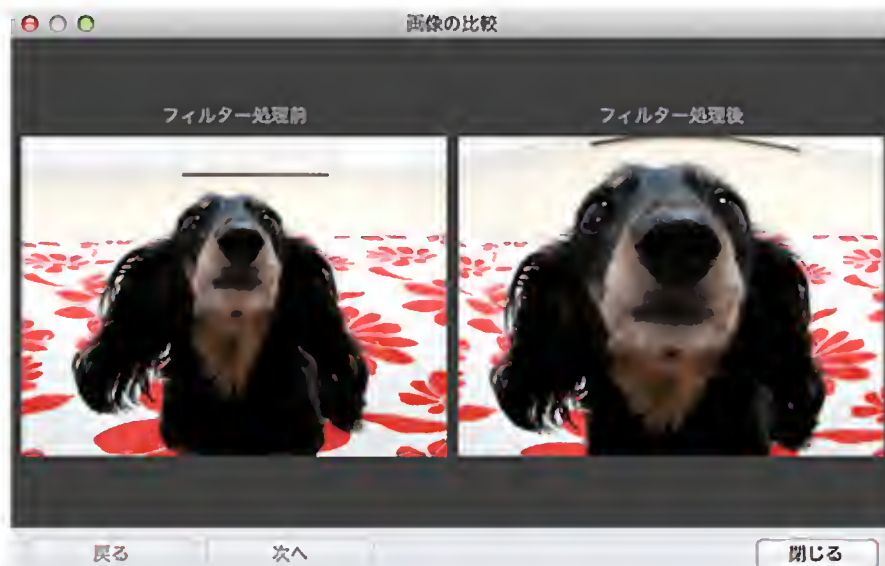 画像の比較
フィルター処理前
フィルター処理後
戻る
次へ
閉じる